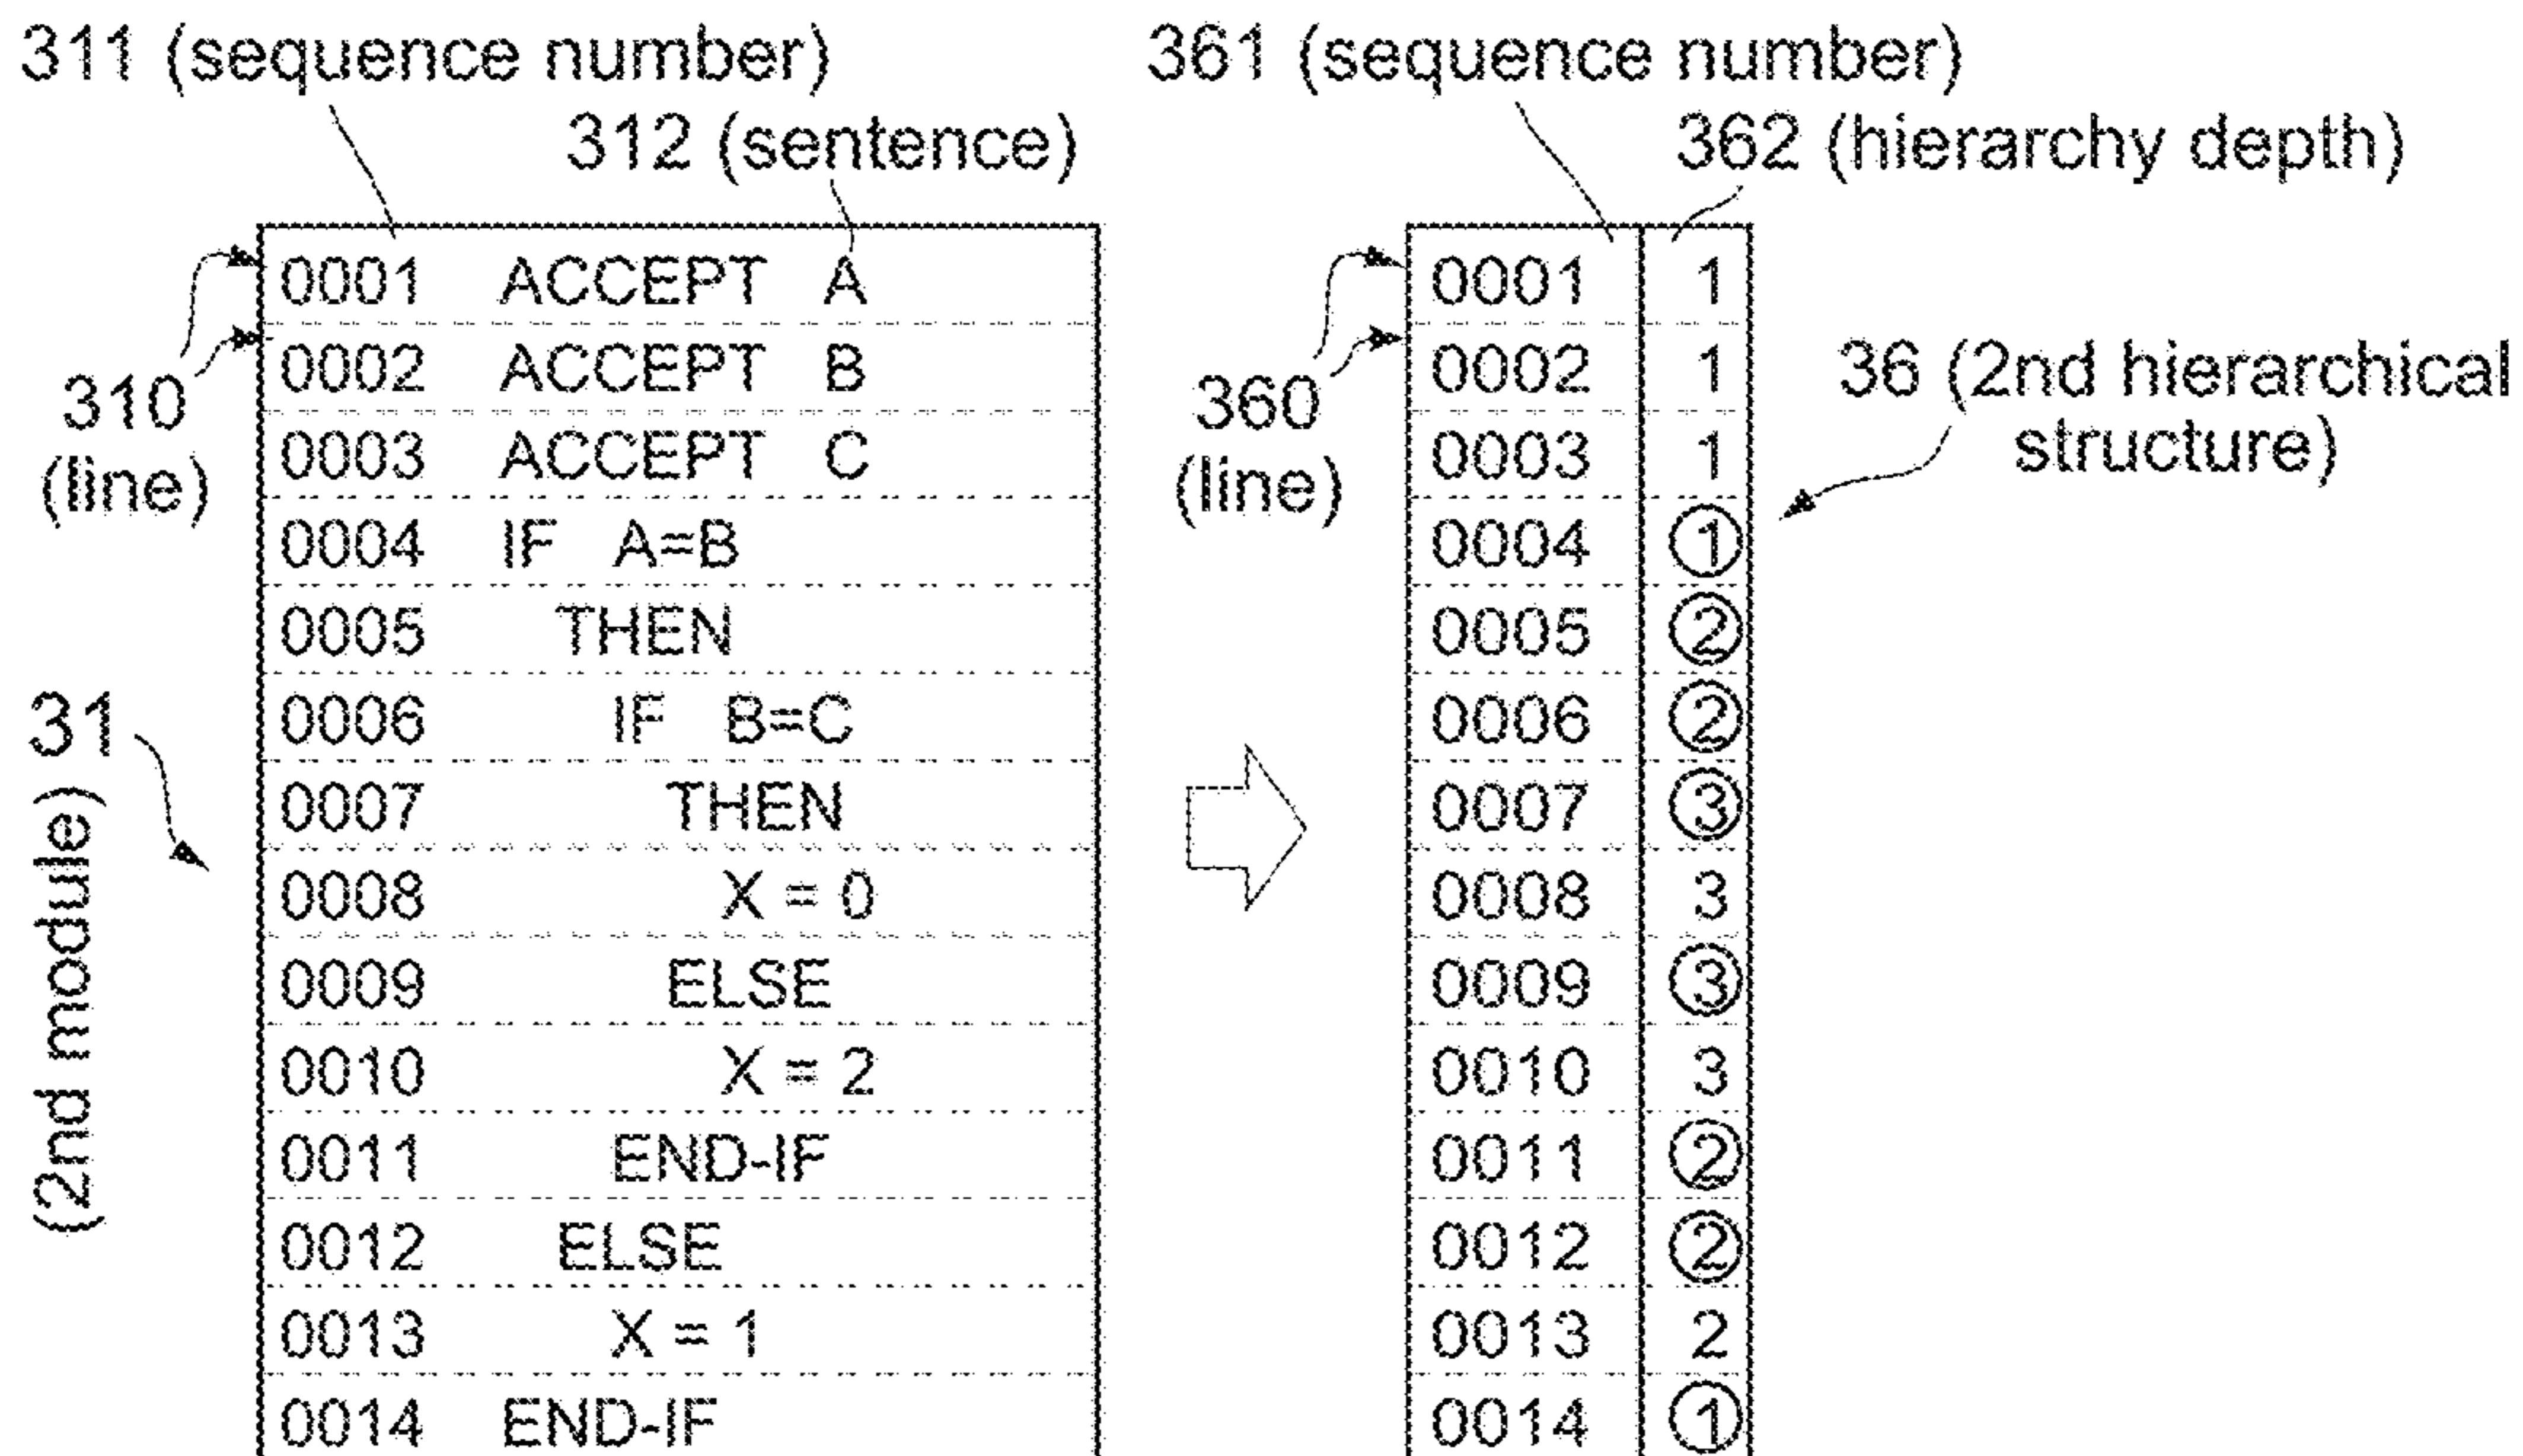 311 (sequence number)
312 (sentence)
361 (sequence number)
362 (hierarchy depth)
310
(line)
31
(2nd module)
0001 ACCEPT A
0002 ACCEPT B
0003 ACCEPT C
0004 IF A=B
0005 THEN
0006 IF B=C
0007 THEN
0008 X = 0
0009 ELSE
0010 X = 2
0011 END-IF
0012 ELSE
0013 X = 1
0014 END-IF
360
(line)
0001 1
0002 1
0003 1
0004 ①
0005 ②
0006 ②
0007 ③
0008 3
0009 ③
0010 3
0011 ②
0012 ②
0013 2
0014 ①
36 (2nd hierarchical
structure)